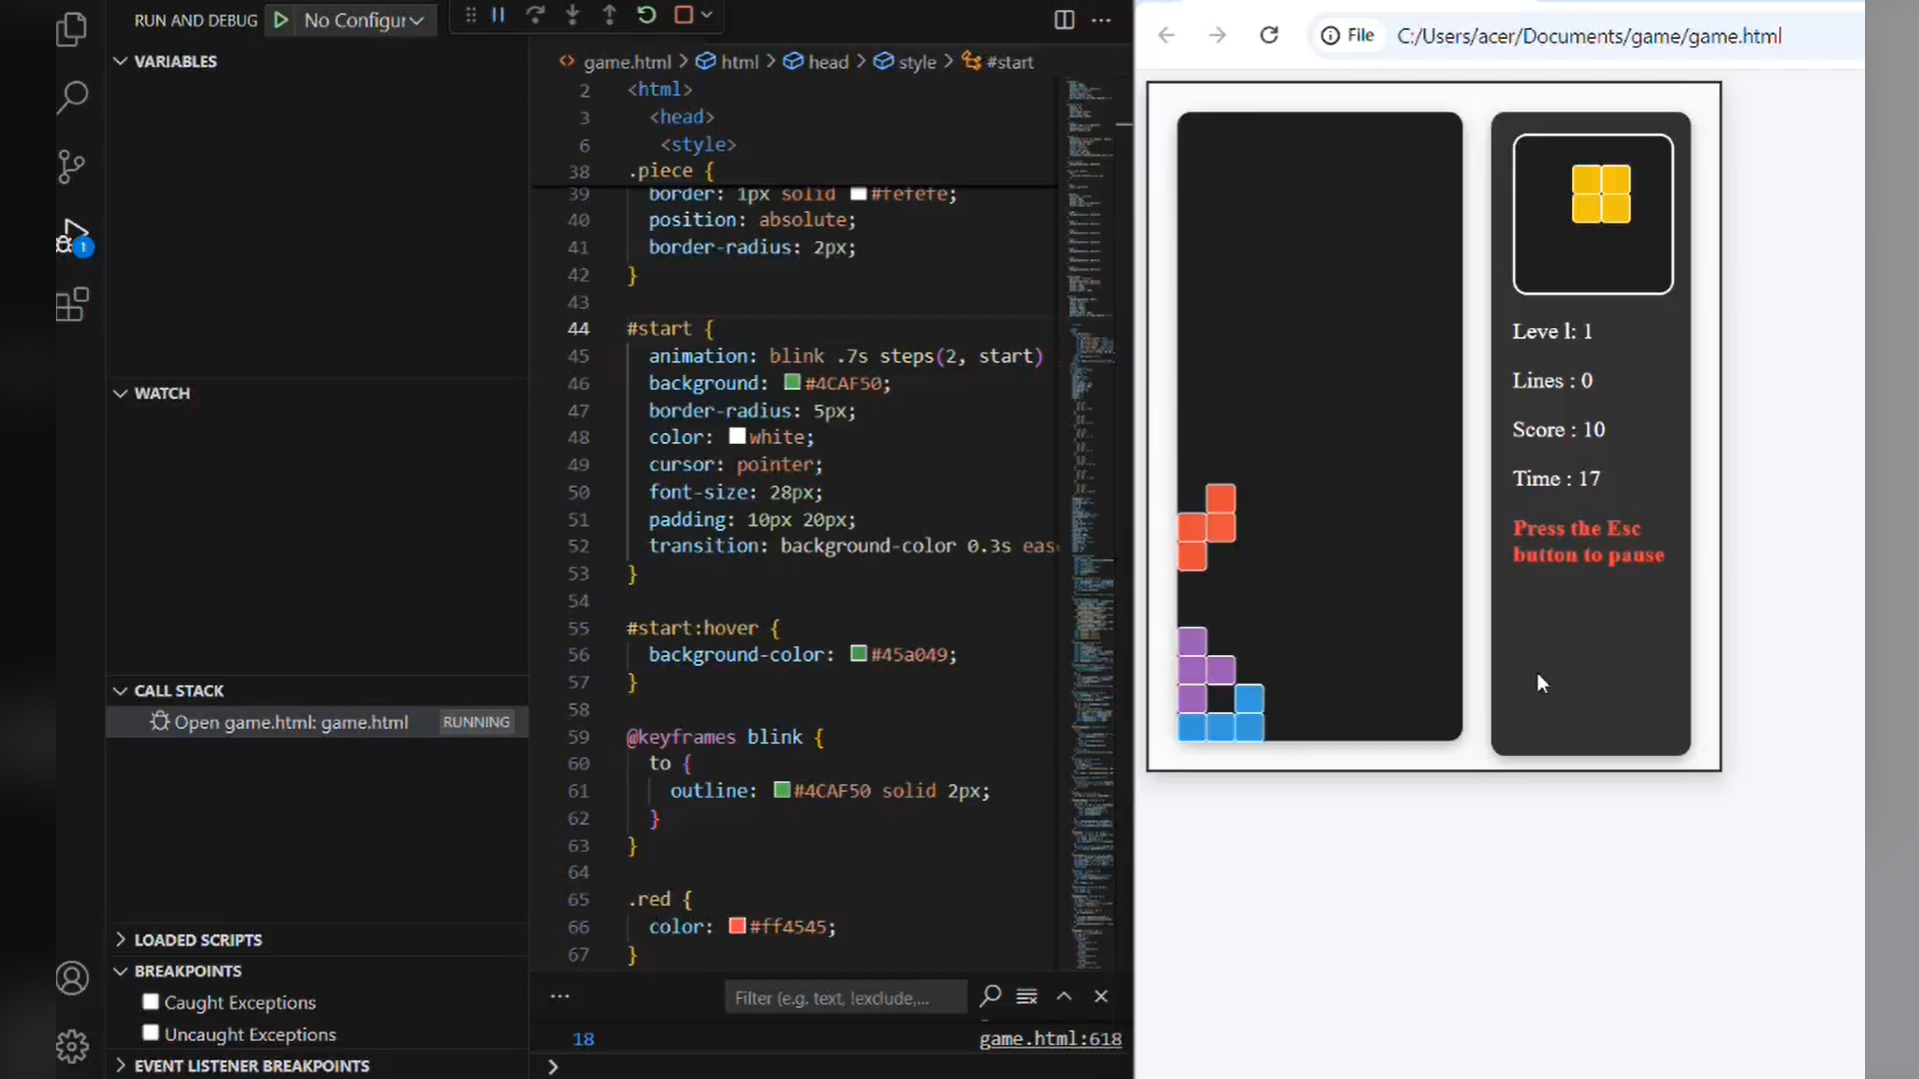 RUN AND DEBUG
No Configur
VARIABLES
WATCH
CALL STACK
Open game.html: game.html
RUNNING
LOADED SCRIPTS
BREAKPOINTS
Caught Exceptions
Uncaught Exceptions
EVENT LISTENER BREAKPOINTS
1
game.html > html > head > style > #start
2 <html>
3 <head>
6 <style>
38 .piece {
39 border: 1px solid #fefefe;
40 position: absolute;
41 border-radius: 2px;
42 }
43
44 #start {
45 animation: blink .7s steps(2, start)
46 background: #4CAF50;
47 border-radius: 5px;
48 color: white;
49 cursor: pointer;
50 font-size: 28px;
51 padding: 10px 20px;
52 transition: background-color 0.3s eas
53 }
54
55 #start:hover {
56 background-color: #45a049;
57 }
58
59 @keyframes blink {
60 to {
61 outline: #4CAF50 solid 2px;
62 }
63 }
64
65 .red {
66 color: #ff4545;
67 }
Filter (e.g. text, !exclude,...
18
game.html:618
File
C:/Users/acer/Documents/game/game.html
Leve l: 1
Lines : 0
Score : 10
Time : 17
Press the Esc
button to pause